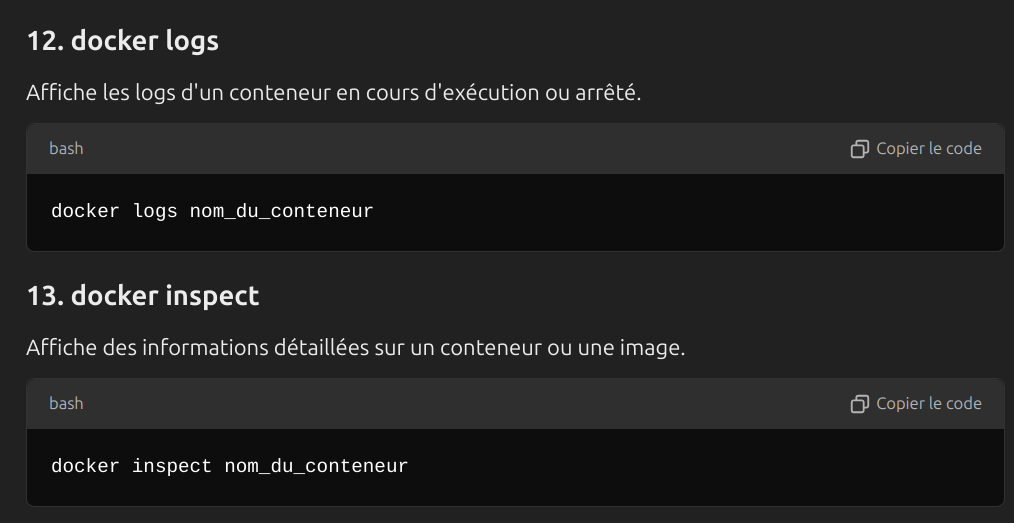 12. docker logs
Affiche les logs d'un conteneur en cours d'exécution ou arrêté.
bash
Copier le code
docker logs nom_du_conteneur
13. docker inspect
Affiche des informations détaillées sur un conteneur ou une image.
bash
Copier le code
docker inspect nom_du_conteneur